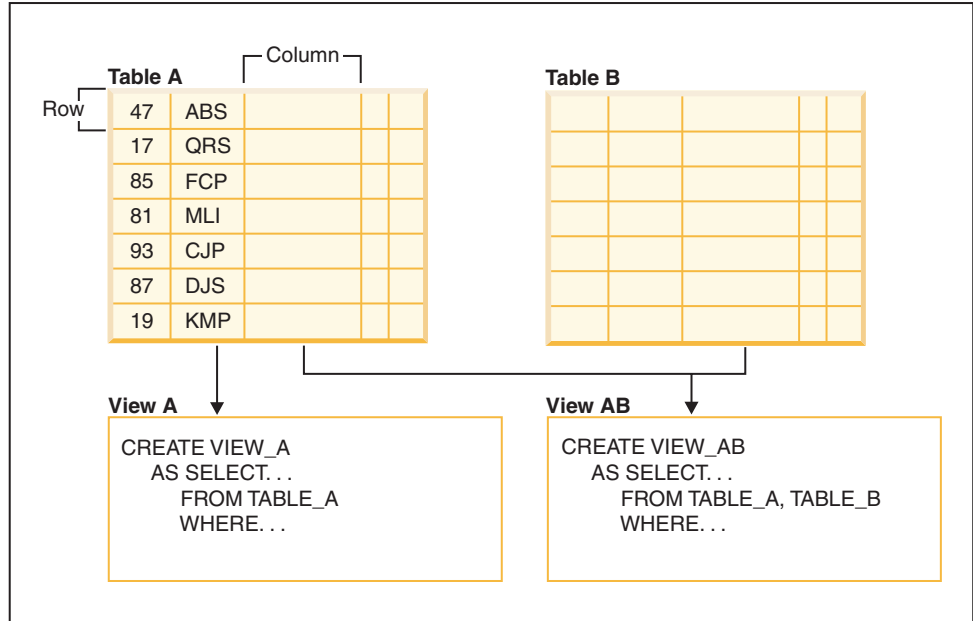 Column
Table A
Table B
Row
47 ABS
17 QRS
85 FCP
81 MLI
93 CJP
87 DJS
19 KMP
View A
CREATE VIEW_A
AS SELECT. . .
FROM TABLE_A
WHERE. . .
View AB
CREATE VIEW_AB
AS SELECT. . .
FROM TABLE_A, TABLE_B
WHERE. . .